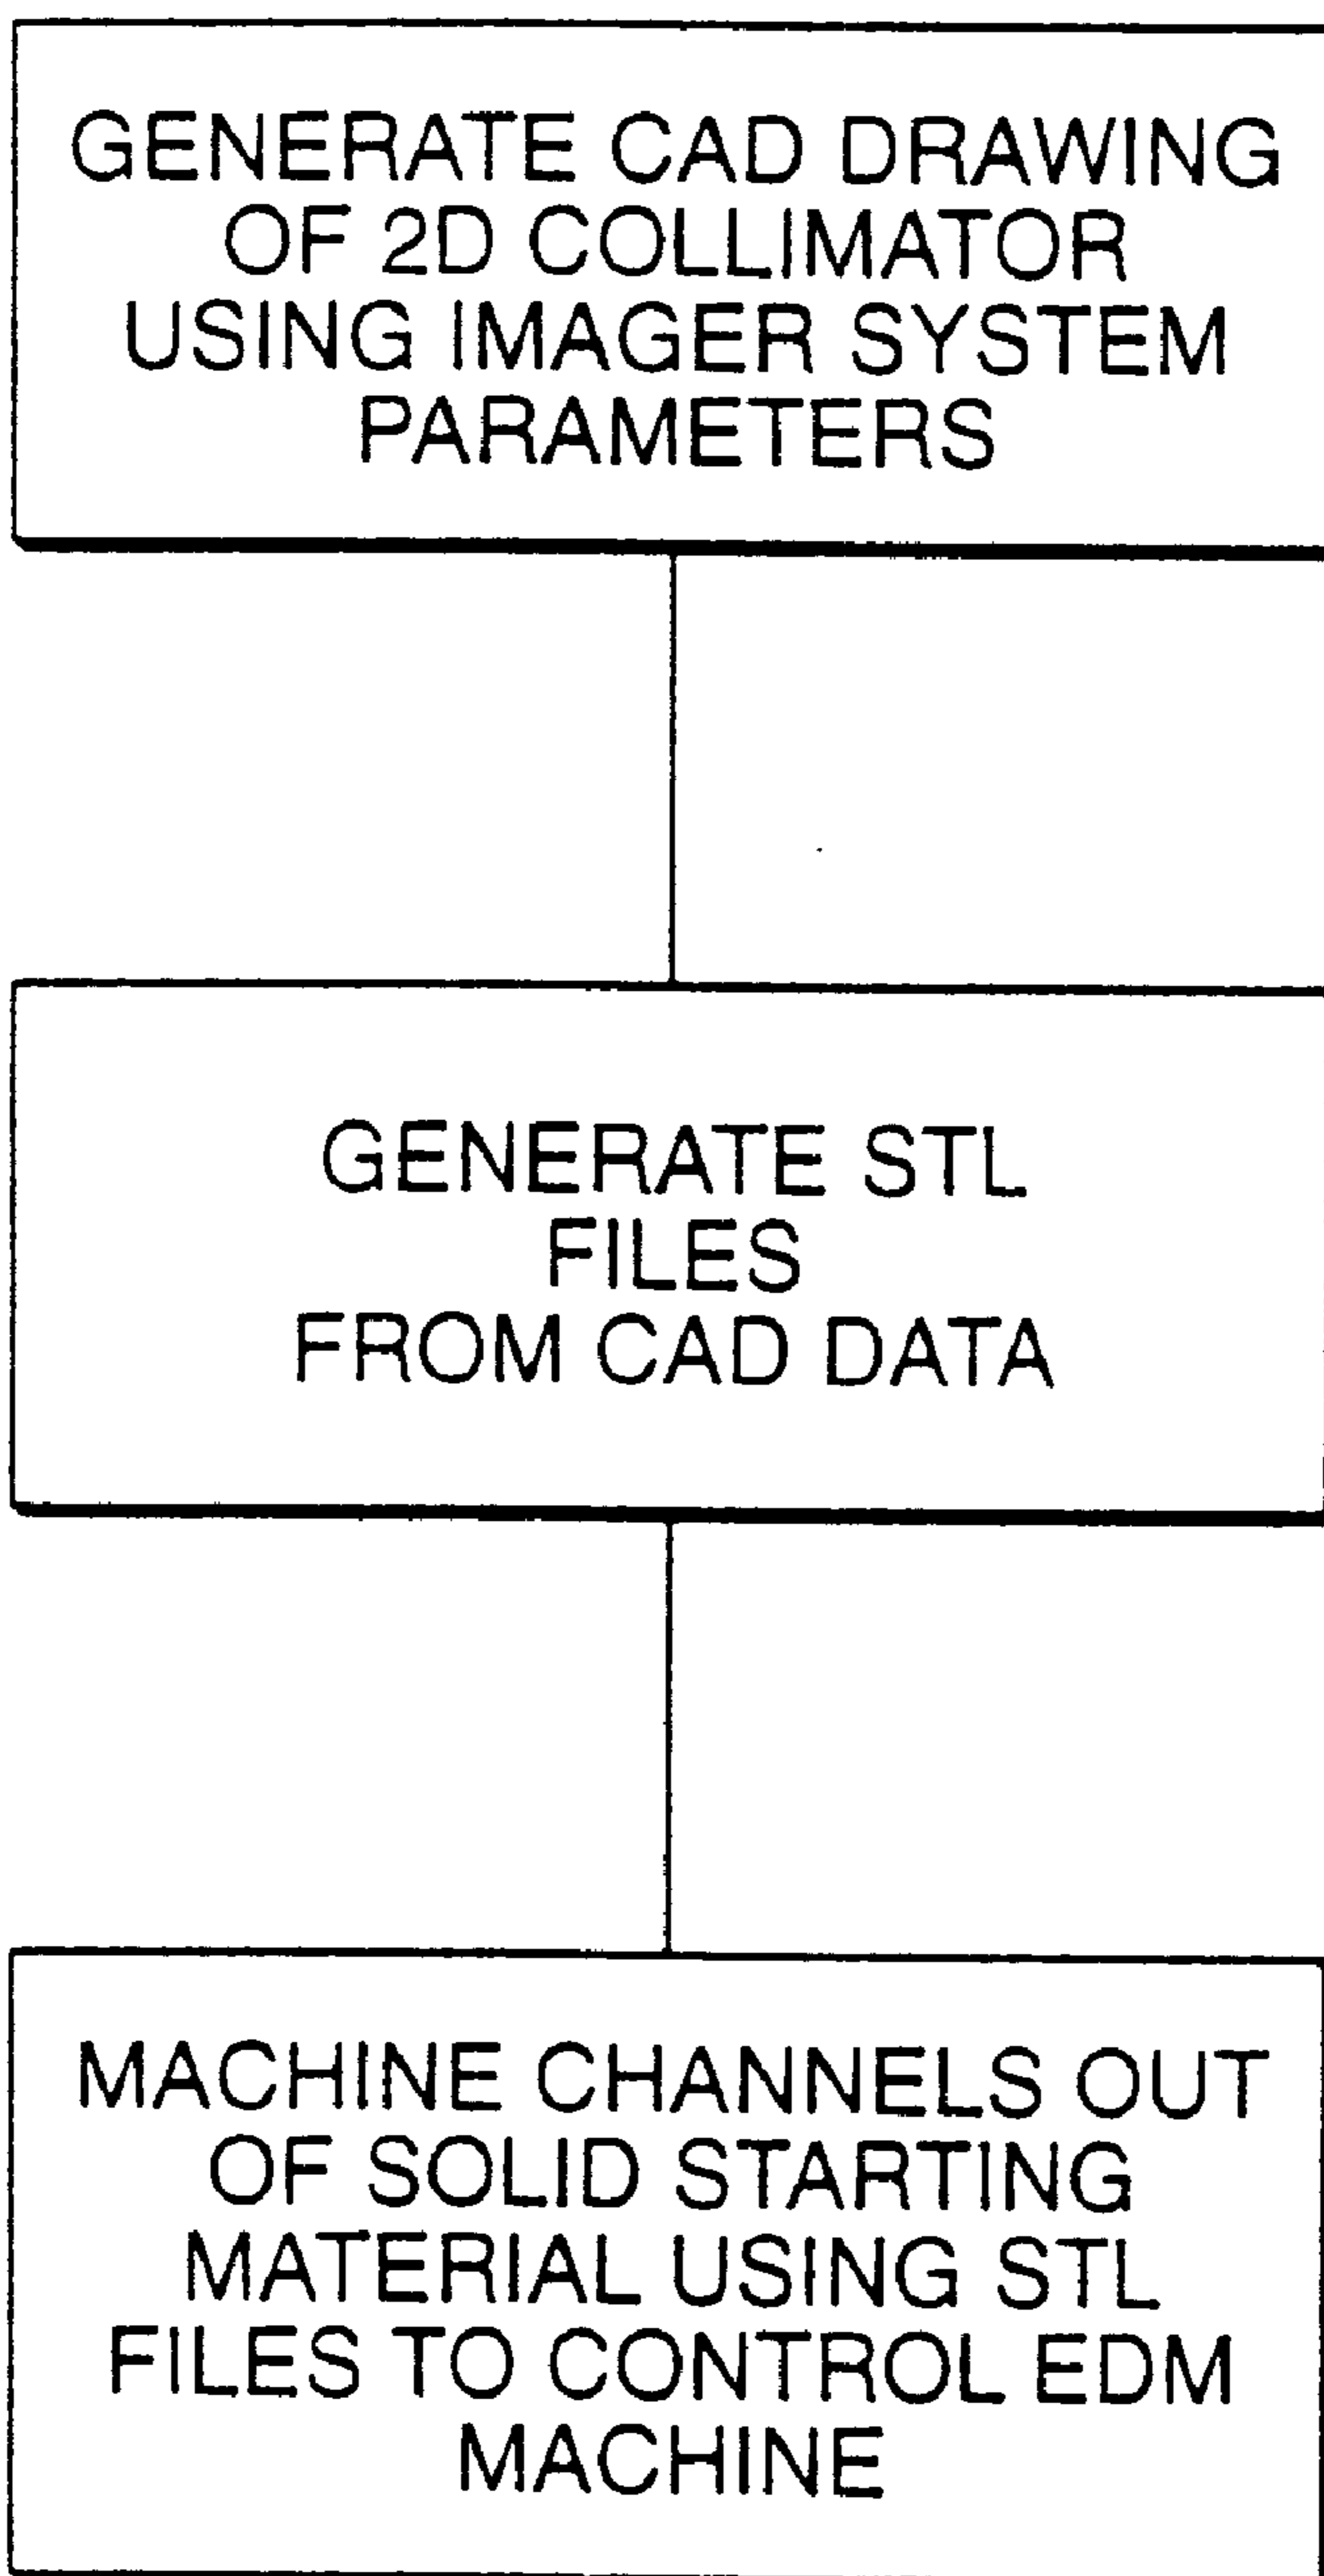 GENERATE CAD DRAWING
OF 2D COLLIMATOR
USING IMAGER SYSTEM
PARAMETERS
GENERATE STL
FILES
FROM CAD DATA
MACHINE CHANNELS OUT
OF SOLID STARTING
MATERIAL USING STL
FILES TO CONTROL EDM
MACHINE